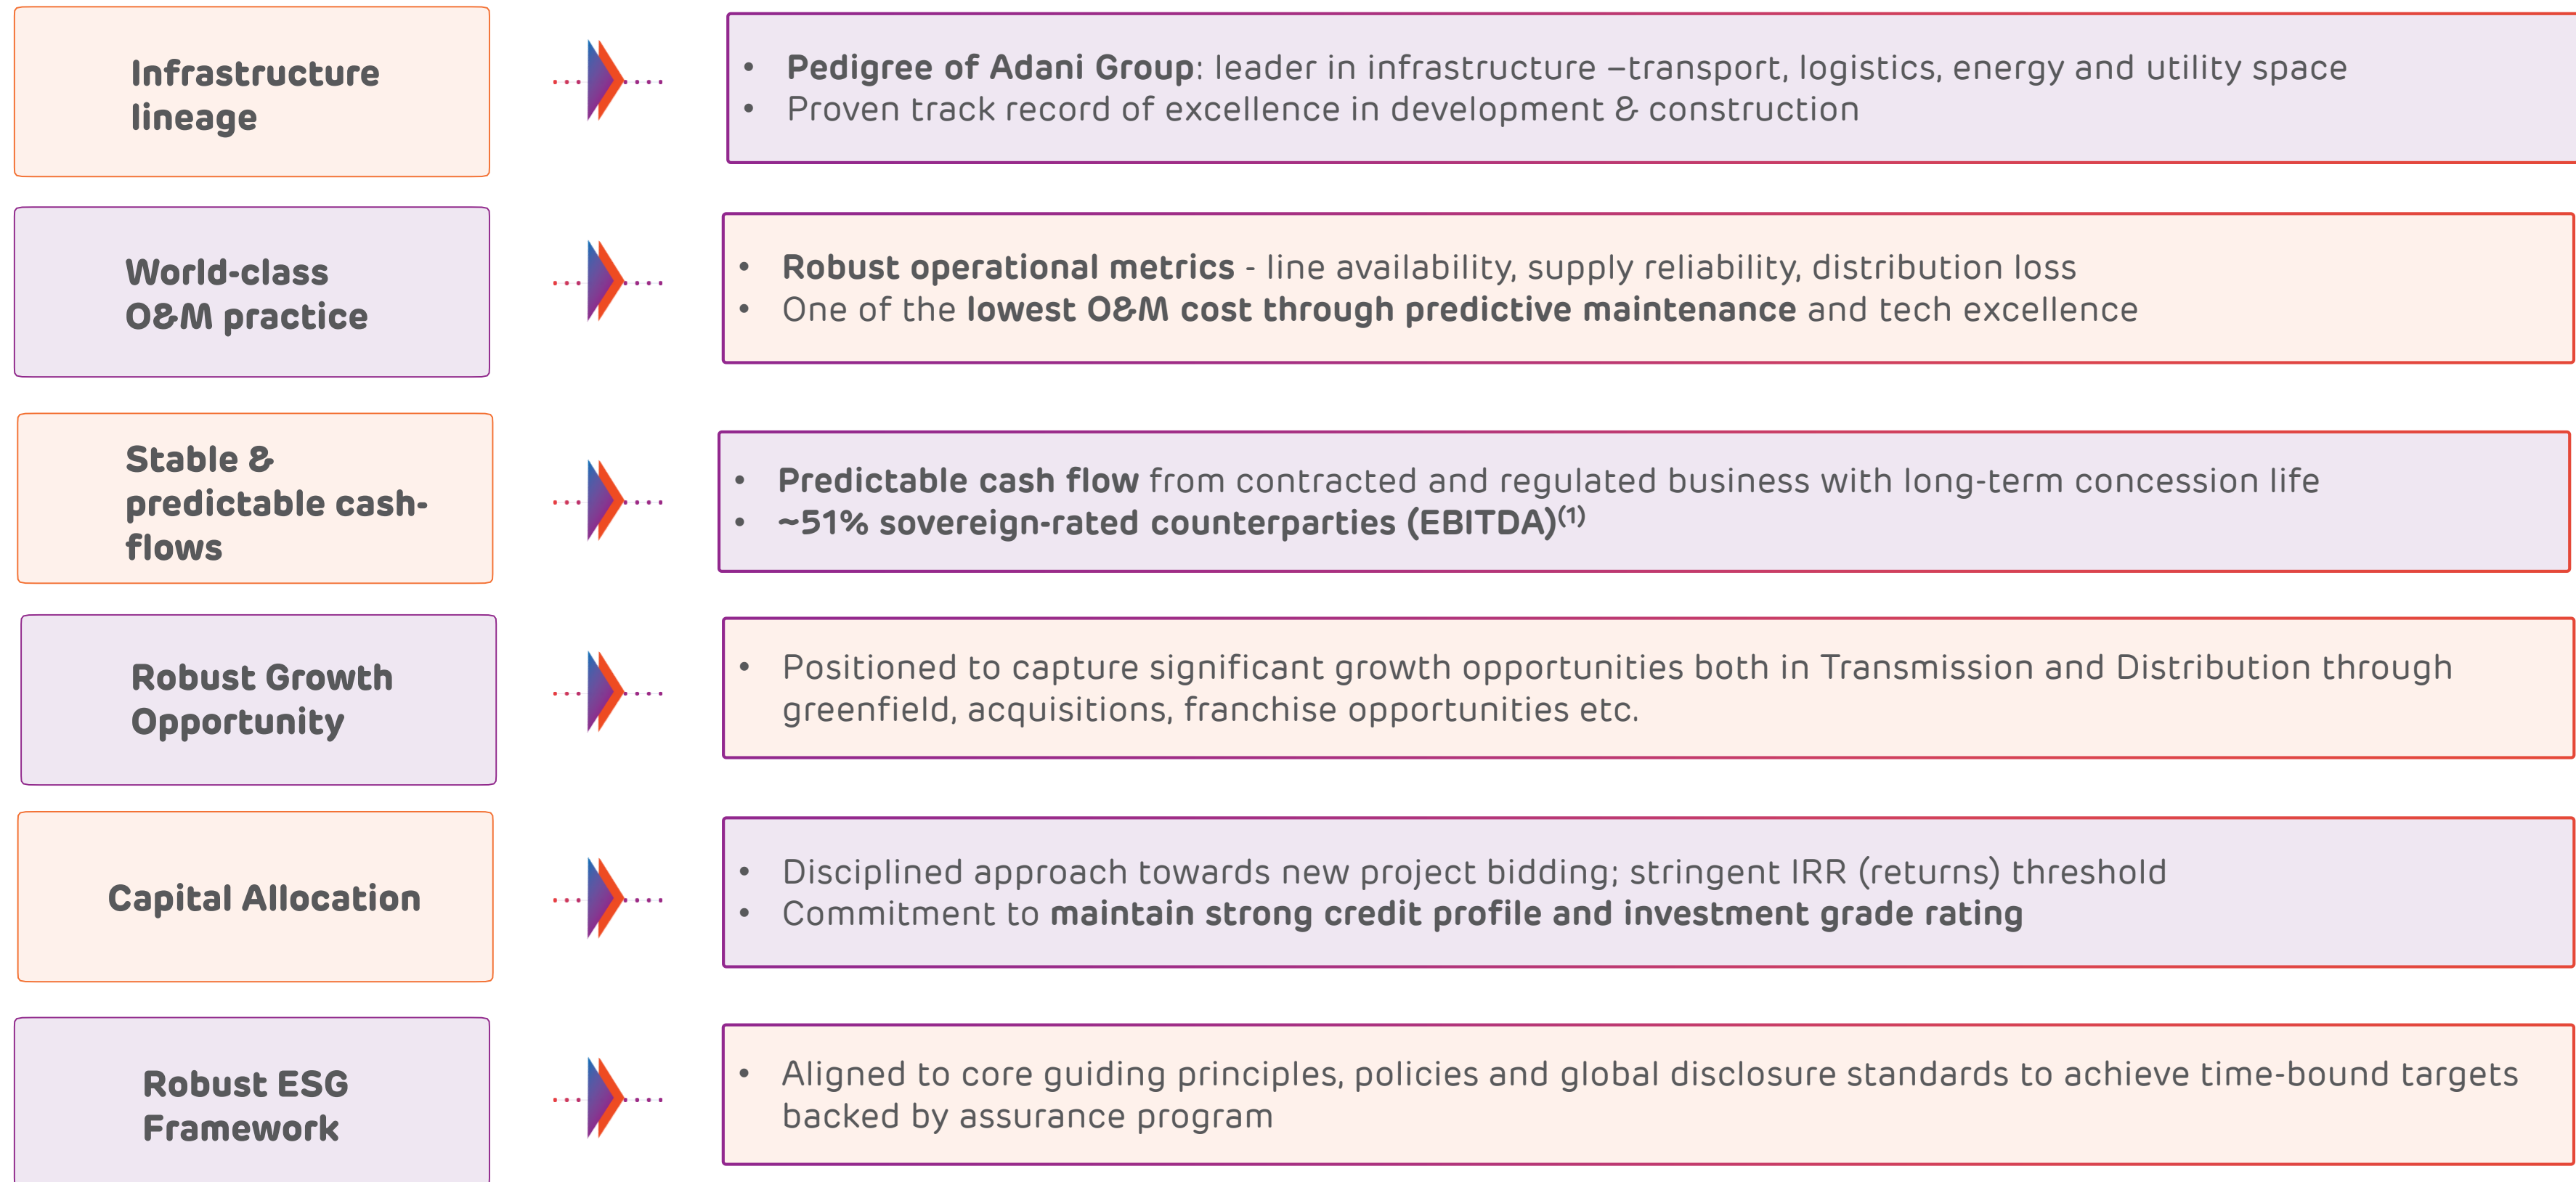 Infrastructure
lineage
• Pedigree of Adani Group: leader in infrastructure –transport, logistics, energy and utility space
• Proven track record of excellence in development & construction
World-class
O&M practice
• Robust operational metrics - line availability, supply reliability, distribution loss
• One of the lowest O&M cost through predictive maintenance and tech excellence
Stable &
predictable cash-
flows
• Predictable cash flow from contracted and regulated business with long-term concession life
• ~51% sovereign-rated counterparties (EBITDA)⁽¹⁾
Robust Growth
Opportunity
• Positioned to capture significant growth opportunities both in Transmission and Distribution through
greenfield, acquisitions, franchise opportunities etc.
Capital Allocation
• Disciplined approach towards new project bidding; stringent IRR (returns) threshold
• Commitment to maintain strong credit profile and investment grade rating
Robust ESG
Framework
• Aligned to core guiding principles, policies and global disclosure standards to achieve time-bound targets
backed by assurance program